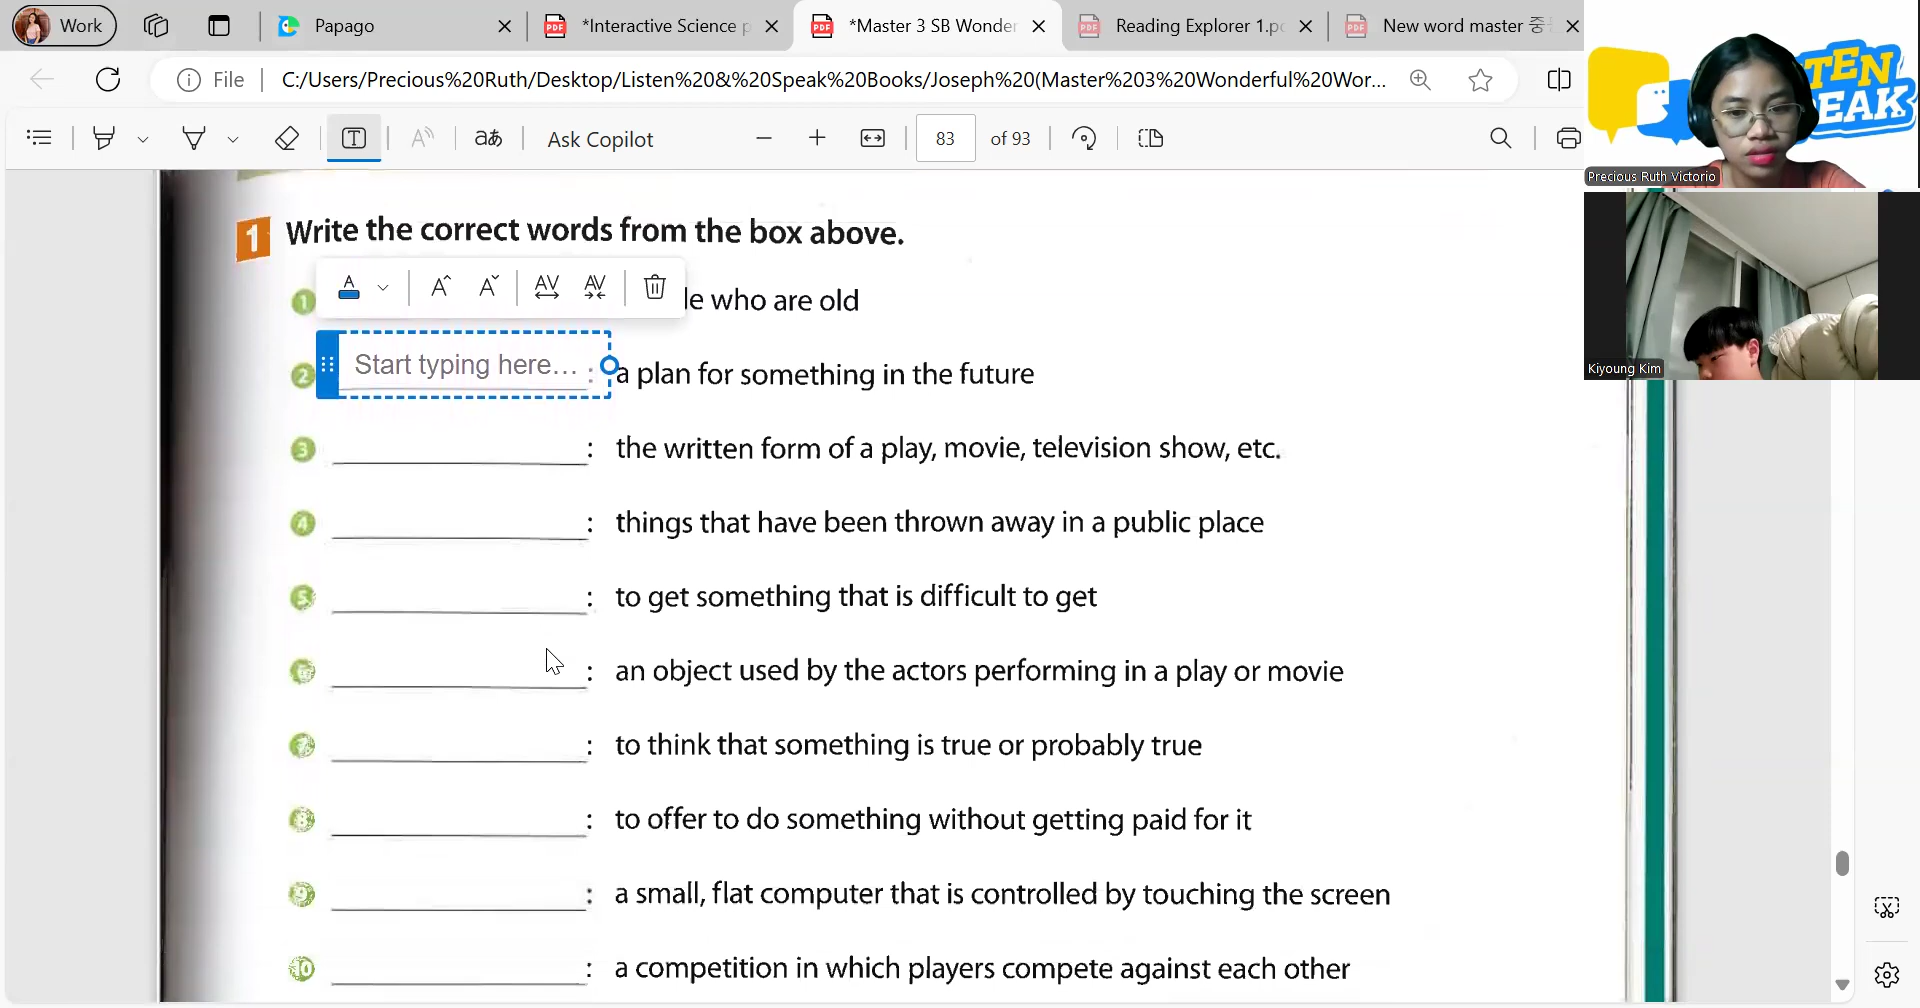 Work
Papago
*Interactive Science p
*Master 3 SB Wonder
Reading Explorer 1.pc
New word master 중
File
C:/Users/Precious%20Ruth/Desktop/Listen%20&%20Speak%20Books/Joseph%20(Master%203%20Wonderful%20Wor...
Ask Copilot
83
of 93
TEN
EAK
Precious Ruth Victorio
Kiyoung Kim
1 Write the correct words from the box above.
1 le who are old
Start typing here...
2 : a plan for something in the future
3 : the written form of a play, movie, television show, etc.
4 : things that have been thrown away in a public place
5 : to get something that is difficult to get
6 : an object used by the actors performing in a play or movie
7 : to think that something is true or probably true
8 : to offer to do something without getting paid for it
9 : a small, flat computer that is controlled by touching the screen
10 : a competition in which players compete against each other